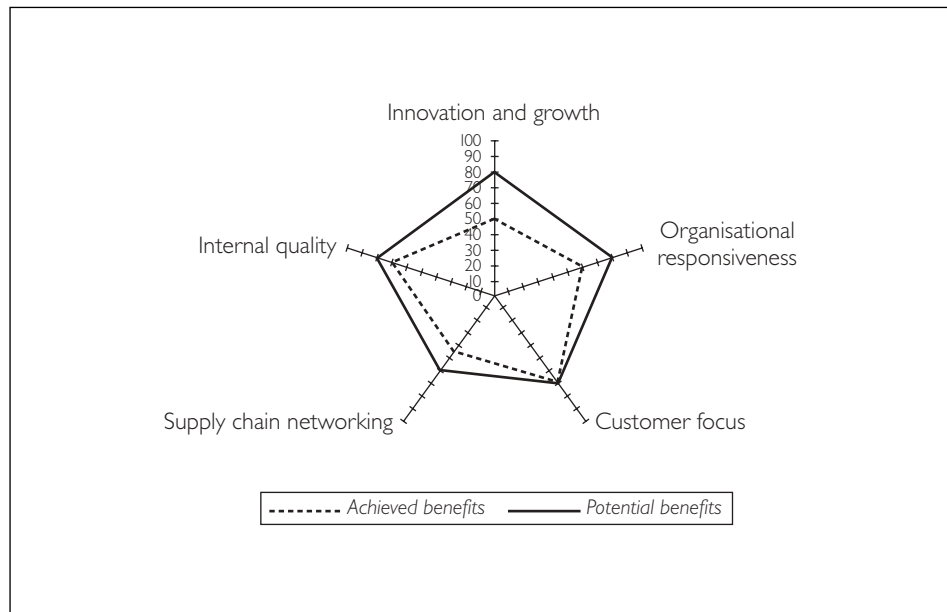 Innovation and growth
100
90
80
70
60
50
40
30
20
10
0
Internal quality
Organisational
responsiveness
Supply chain networking
Customer focus
Achieved benefits
Potential benefits